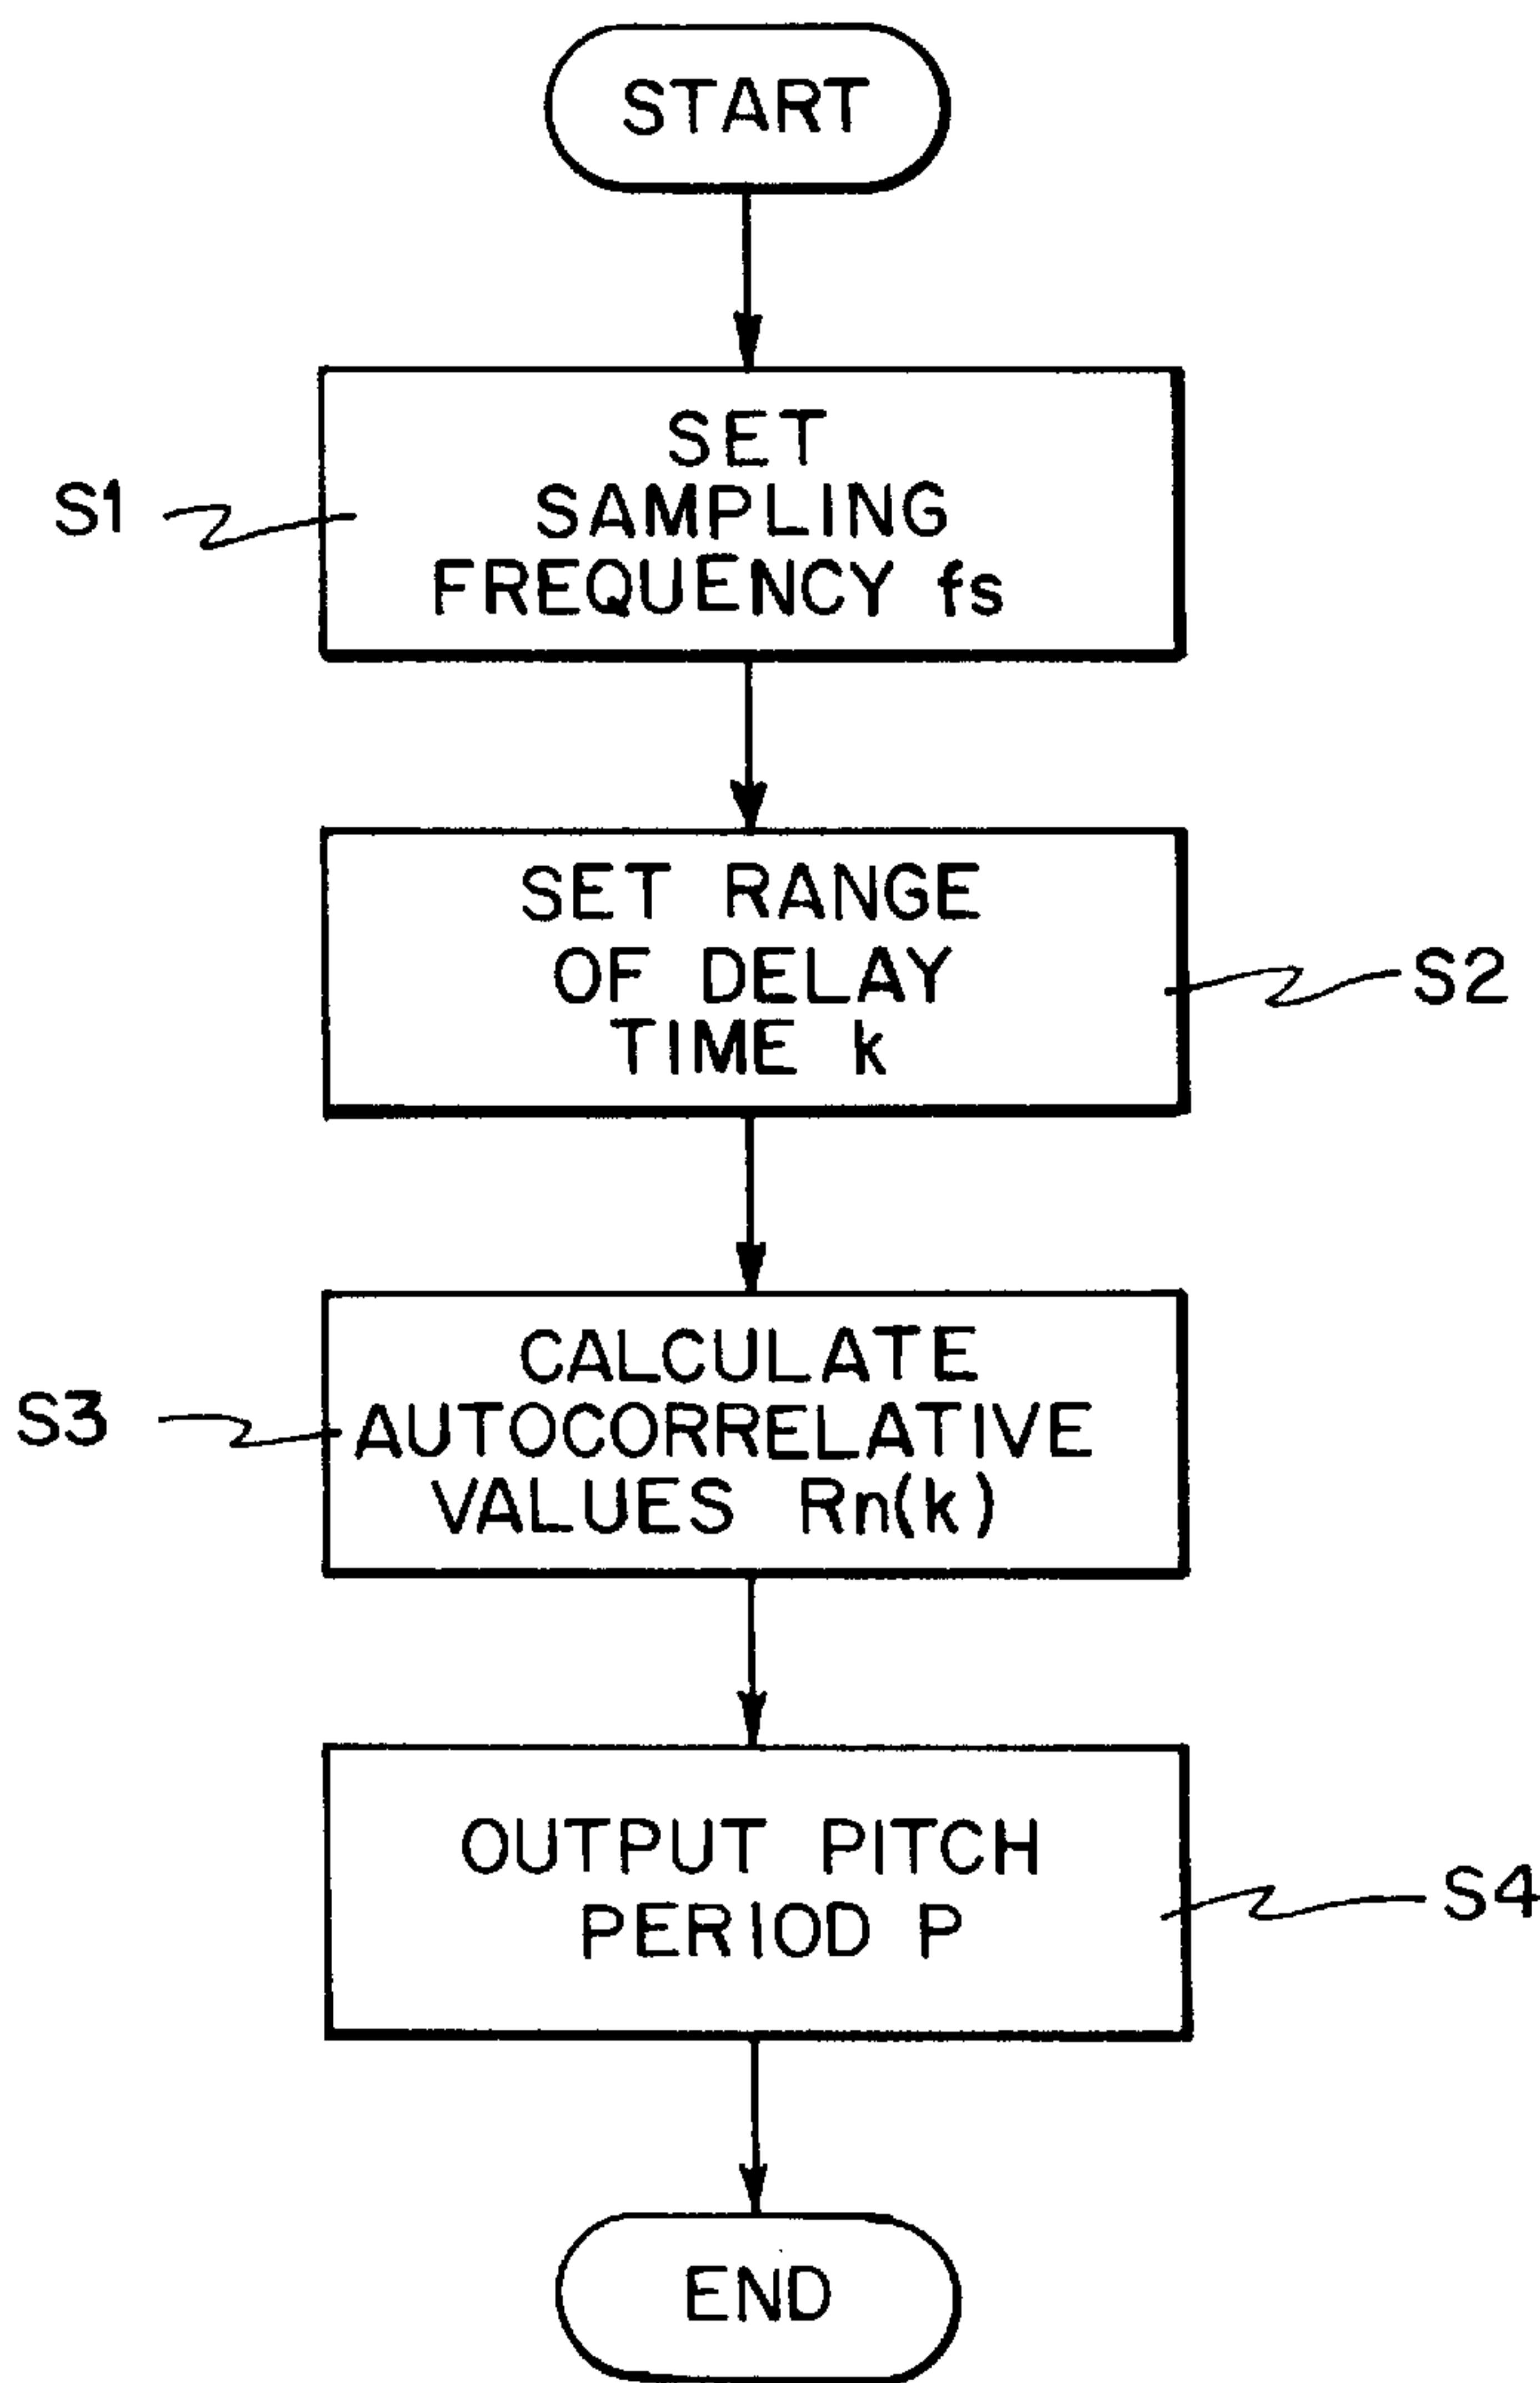 START
SET
SAMPLING
FREQUENCY fs
S1
SET RANGE
OF DELAY
TIME k
S2
CALCULATE
AUTOCORRELATIVE
VALUES Rn(k)
S3
OUTPUT PITCH
PERIOD P
S4
END